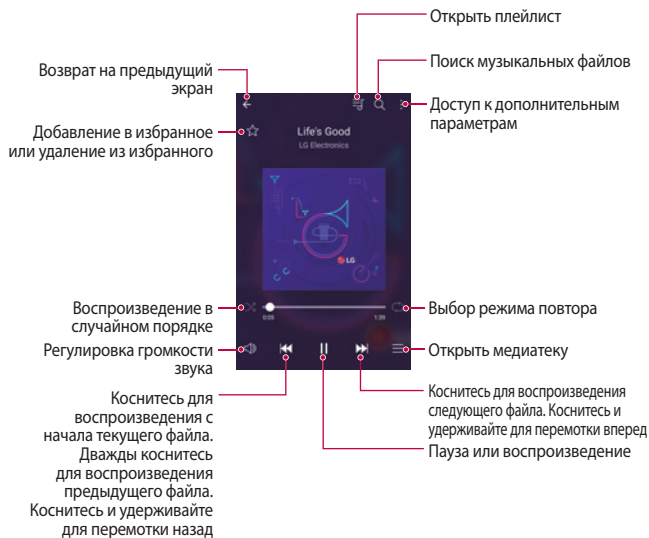 Открыть плейлист
Поиск музыкальных файлов
Возврат на предыдущий
экран
Доступ к дополнительным
параметрам
Добавление в избранное
или удаление из избранного
Life's Good
LG Electronics
LG
Воспроизведение в
случайном порядке
0:05
1:39
Выбор режима повтора
Регулировка громкости
звука
Открыть медиатеку
Коснитесь для
воспроизведения с
начала текущего файла.
Дважды коснитесь
для воспроизведения
предыдущего файла.
Коснитесь и удерживайте
для перемотки назад
Коснитесь для воспроизведения
следующего файла. Коснитесь и
удерживайте для перемотки вперед
Пауза или воспроизведение